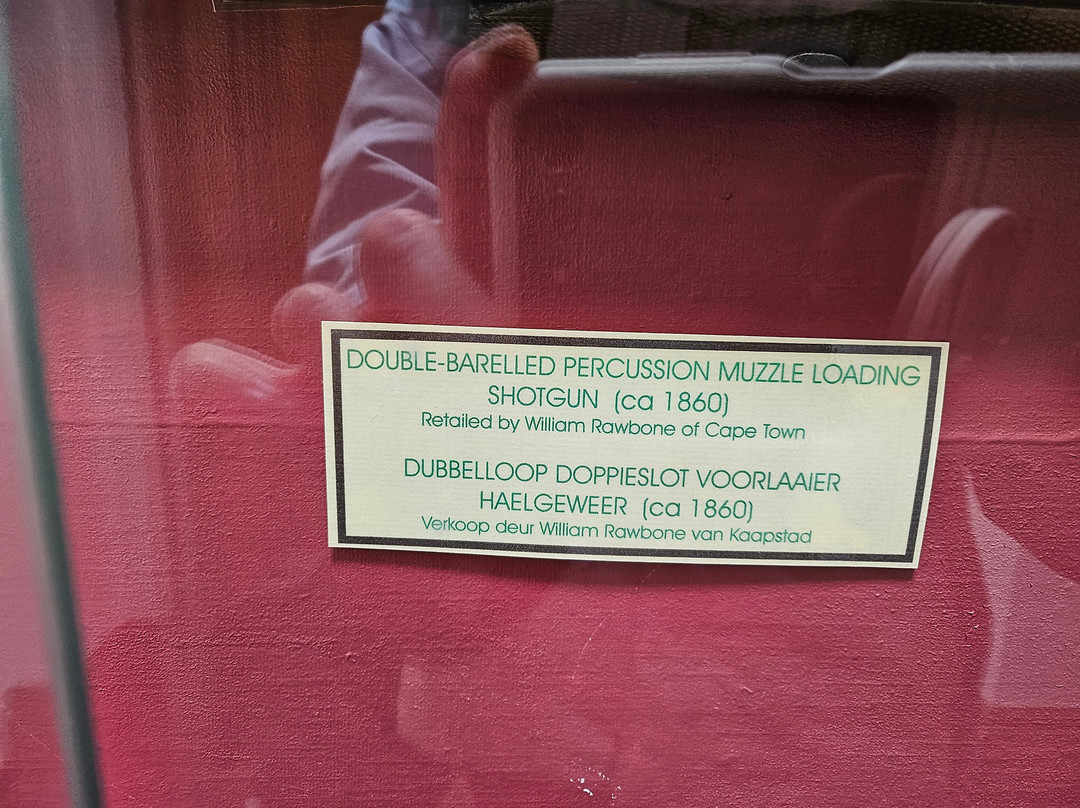 DOUBLE-BARELLED PERCUSSION MUZZLE LOADING
SHOTGUN (ca 1860)
Retailed by William Rawbone of Cape Town
DUBBELLOOP DOPPIESLOT VOORLAAIER
HAELGEWEER (ca 1860)
Verkoop deur William Rawbone van Kaapstad